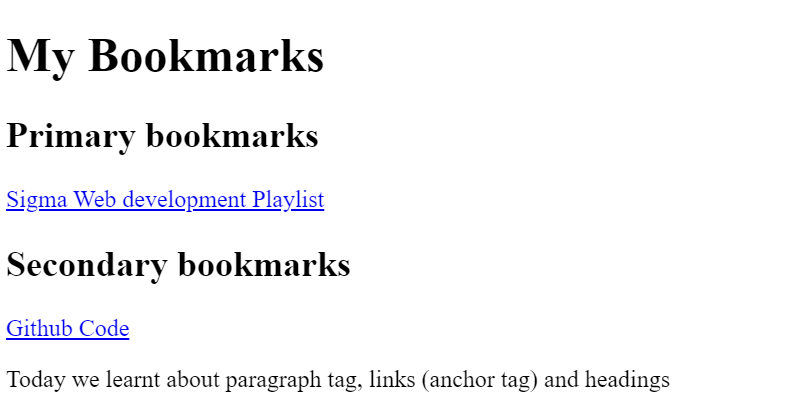 My Bookmarks
Primary bookmarks
Sigma Web development Playlist
Secondary bookmarks
Github Code
Today we learnt about paragraph tag, links (anchor tag) and headings